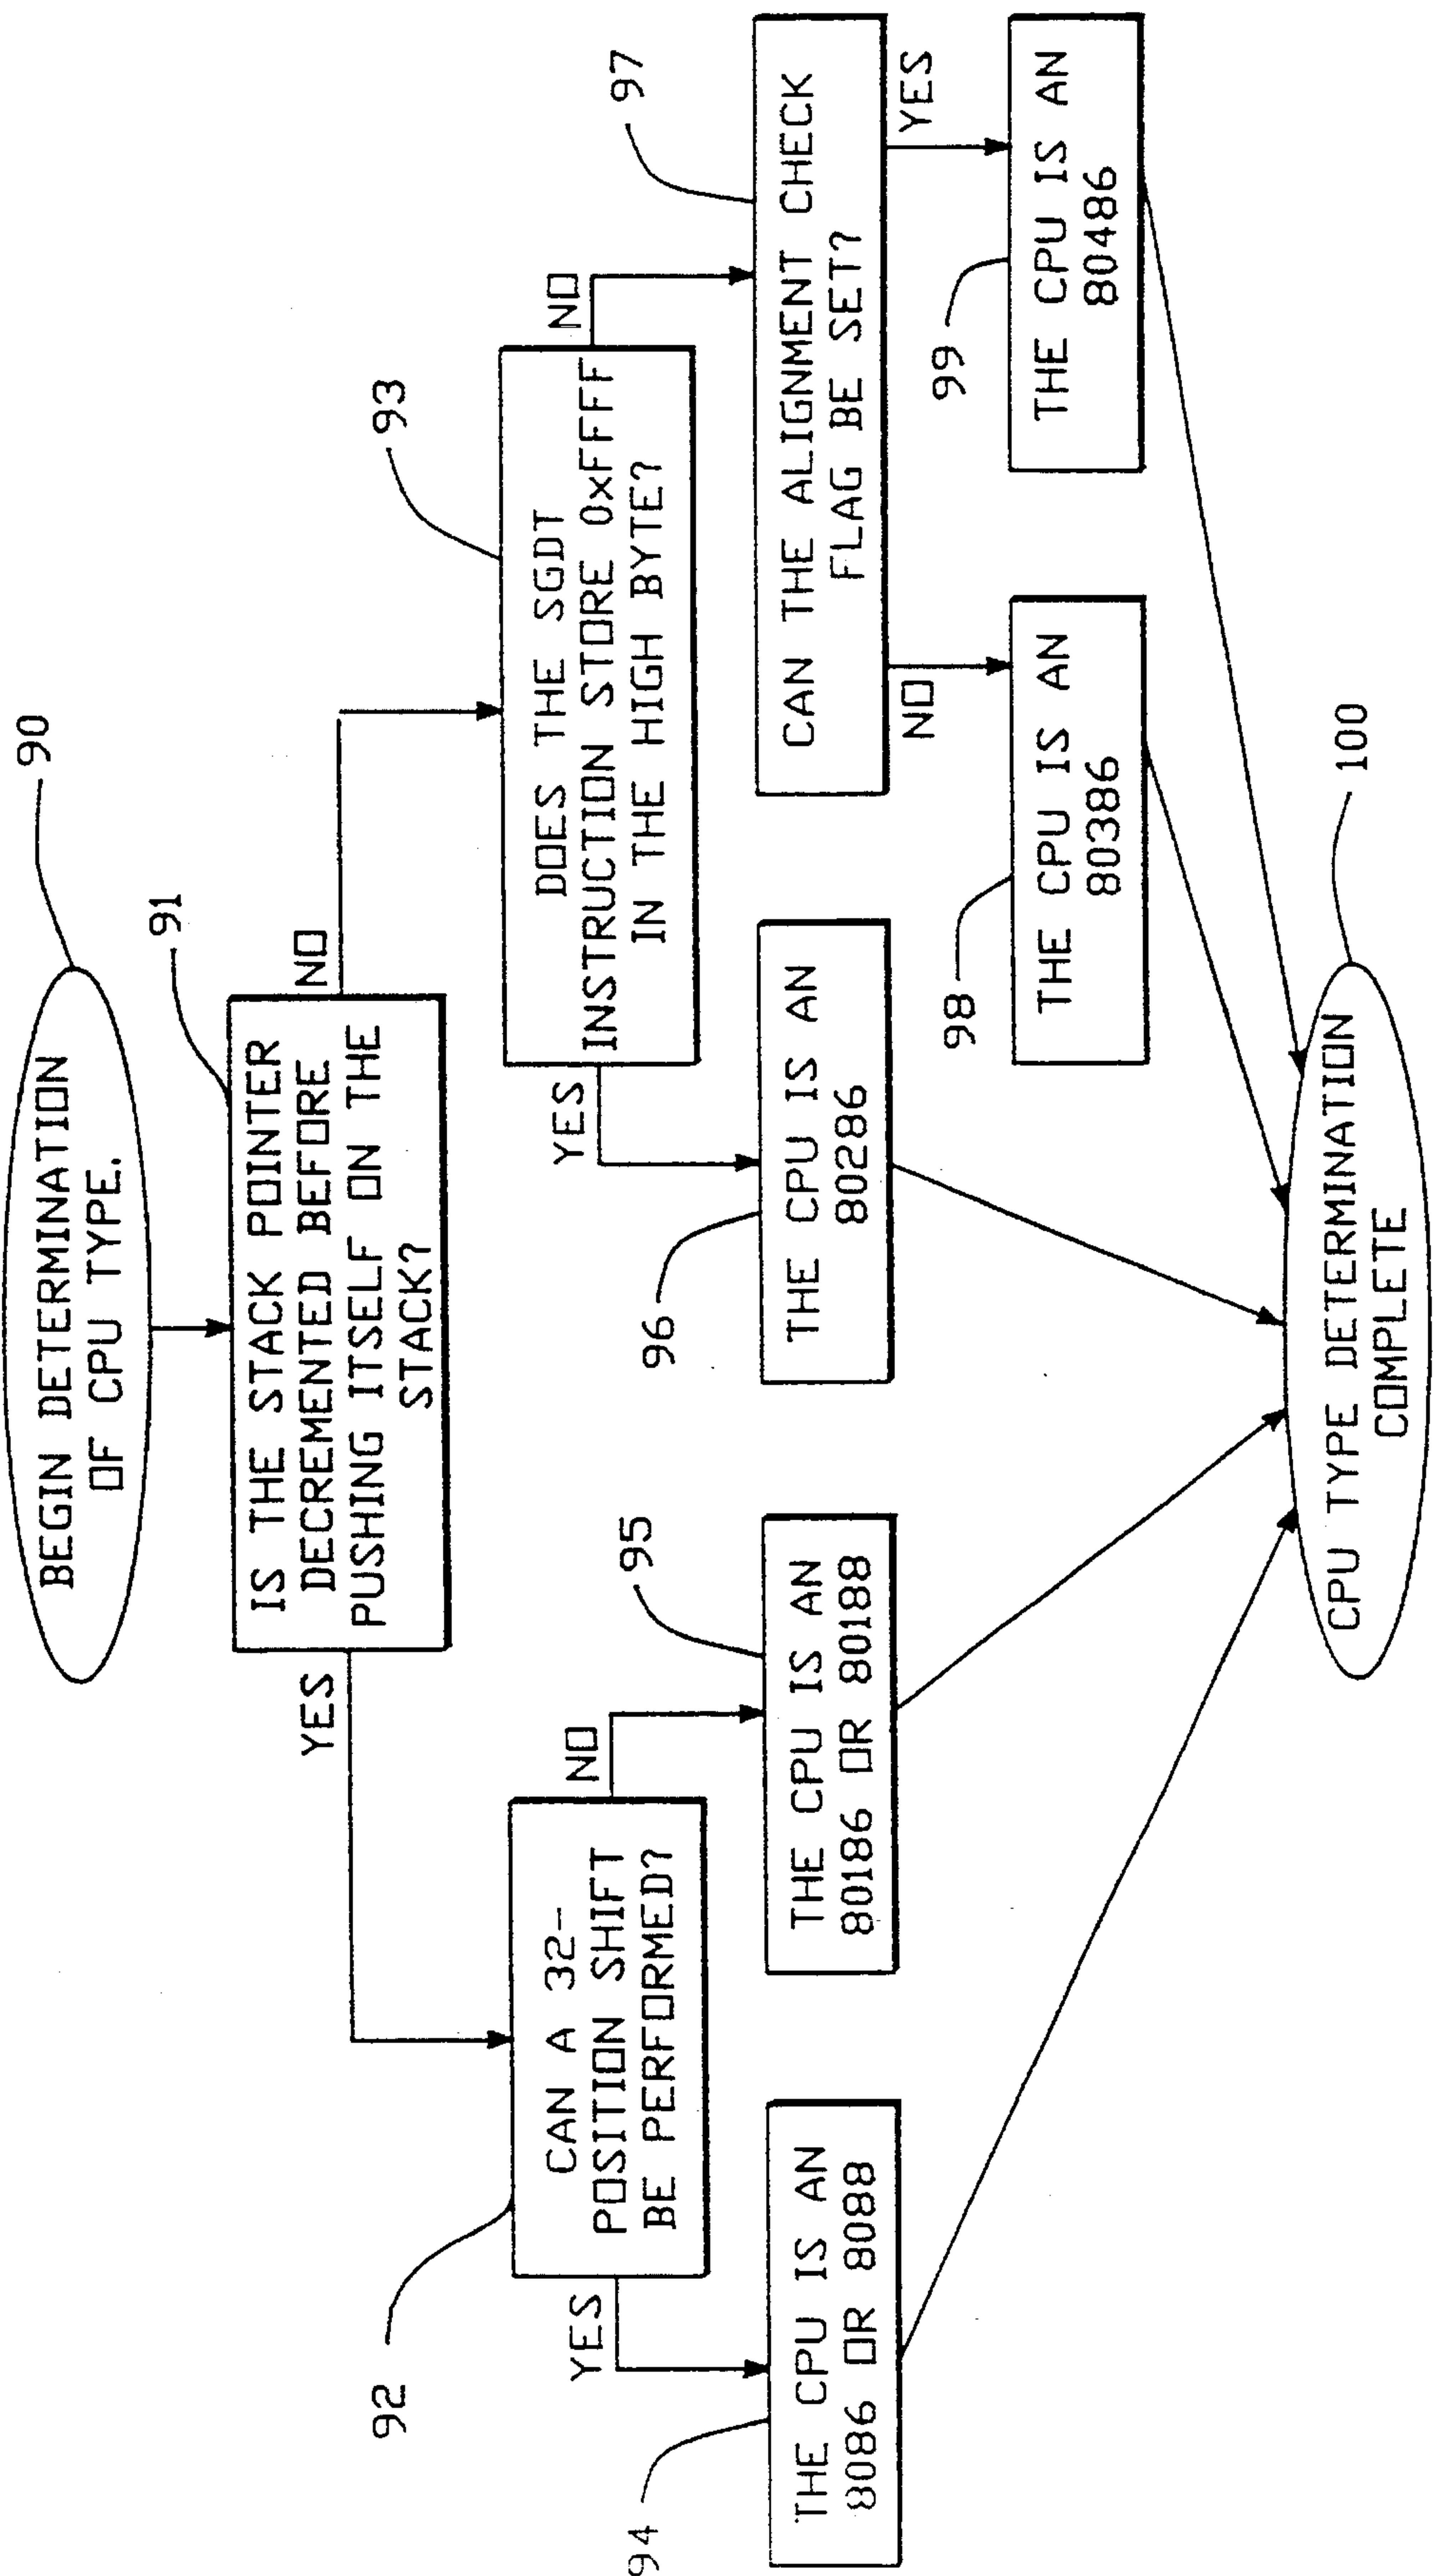 BEGIN DETERMINATION
OF CPU TYPE.
90
IS THE STACK POINTER
DECREMENTED BEFORE
PUSHING ITSELF ON THE
STACK?
91
YES
NO
CAN A 32-
POSITION SHIFT
BE PERFORMED?
92
DOES THE SGDT
INSTRUCTION STORE 0xFFFF
IN THE HIGH BYTE?
93
YES
NO
YES
NO
THE CPU IS AN
8086 OR 8088
94
THE CPU IS AN
80186 OR 80188
95
THE CPU IS AN
80286
96
CAN THE ALIGNMENT CHECK
FLAG BE SET?
97
NO
YES
THE CPU IS AN
80386
98
THE CPU IS AN
80486
99
CPU TYPE DETERMINATION
COMPLETE
100